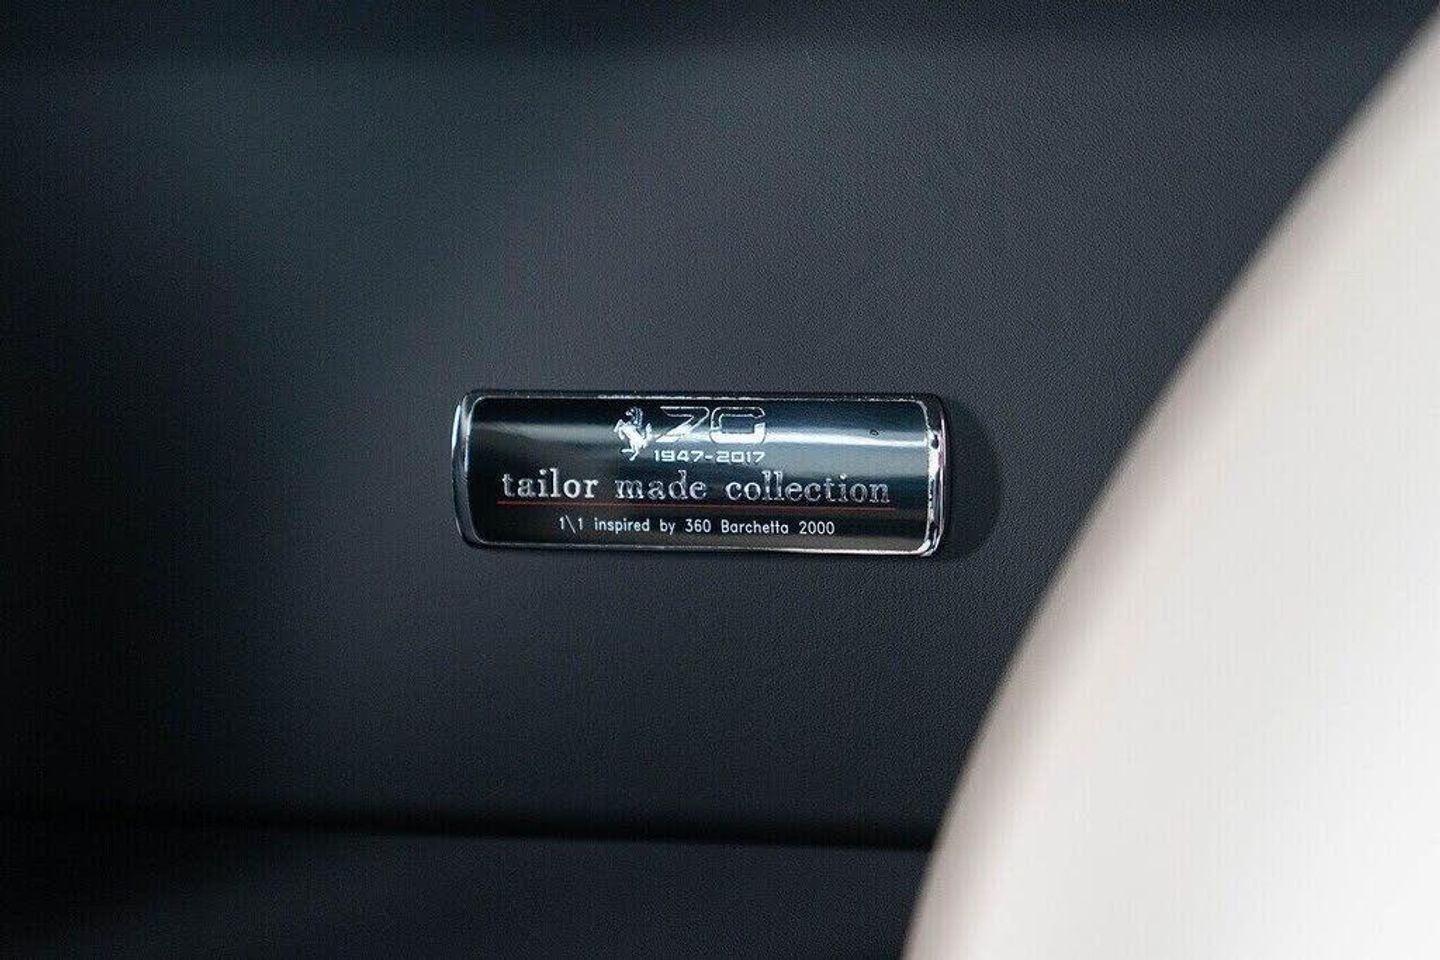 70
1947-2017
tailor made collection
1\1 inspired by 360 Barchetta 2000